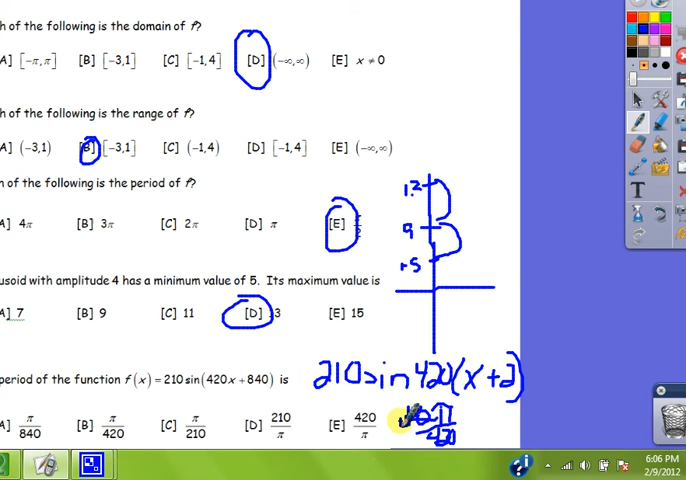 h of the following is the domain of f?
A] [−π,π] [B] [−3,1] [C] [−1,4] [D] (−∞,∞) [E] x ≠ 0
h of the following is the range of f?
A] (−3,1) [B] [−3,1] [C] (−1,4) [D] [−1,4] [E] (−∞,∞)
h of the following is the period of f?
A] 4π [B] 3π [C] 2π [D] π [E]
usoid with amplitude 4 has a minimum value of 5. Its maximum value is
A] 7 [B] 9 [C] 11 [D] 13 [E] 15
9
period of the function f(x) = 210sin(420x + 840) is
210 sin 420(x+2)
A] π/840 [B] π/420 [C] π/210 [D] 210/π [E] 420/π
T
6:06 PM
2/9/2012